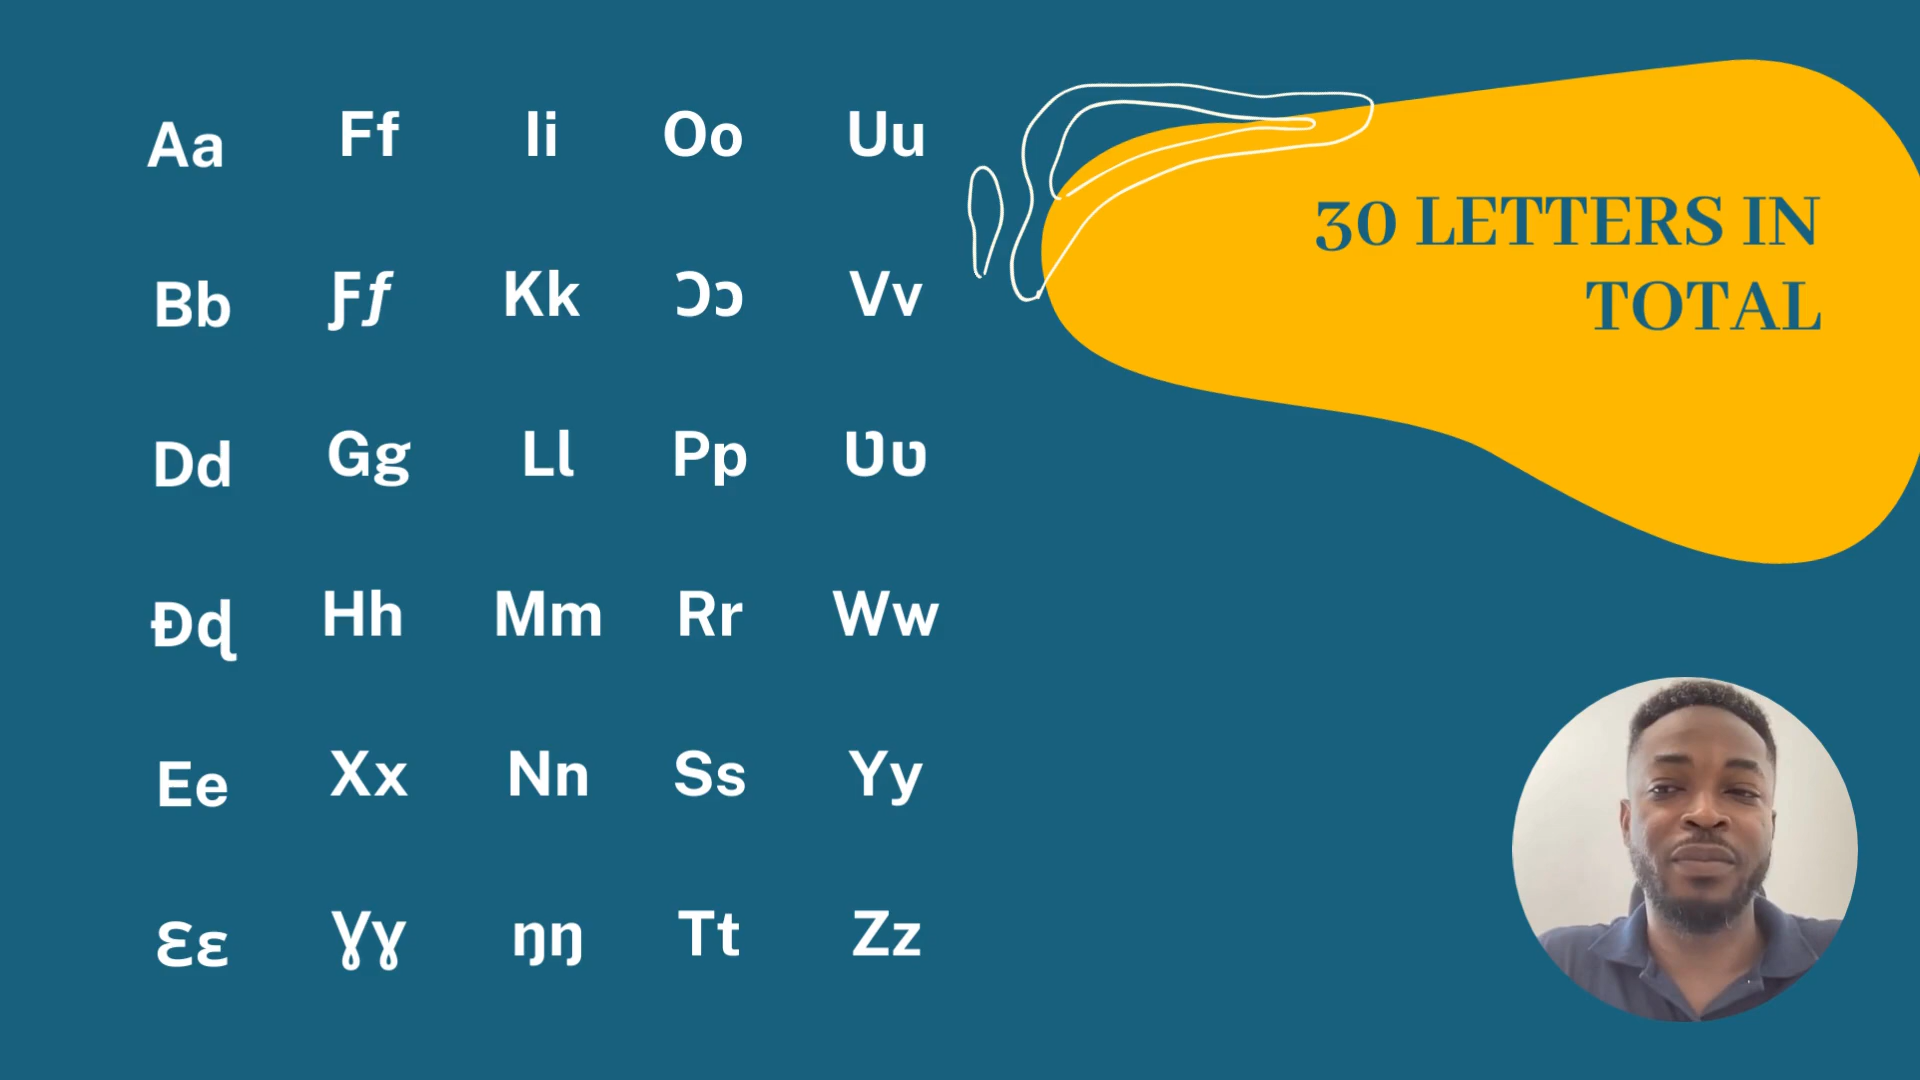 Aa Ff Ii Oo Uu
Bb Ƒƒ Kk Ɔɔ Vv
Dd Gg Ll Pp Ʋʋ
Ɖɖ Hh Mm Rr Ww
Ee Xx Nn Ss Yy
Ɛɛ Ɣɣ ŋŋ Tt Zz
30 LETTERS IN
TOTAL